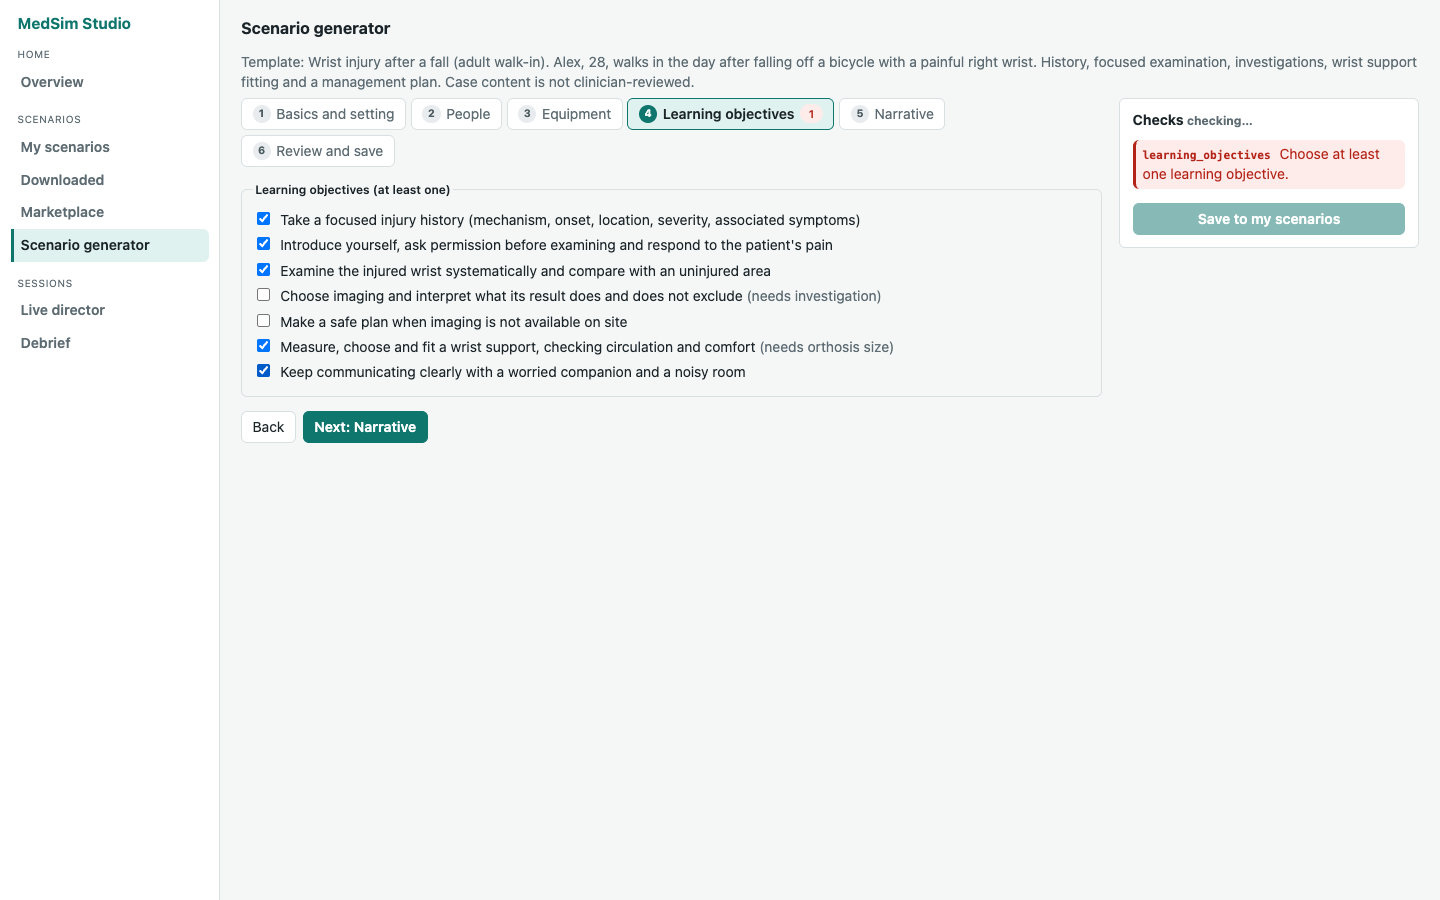 MedSim Studio
HOME
Overview
SCENARIOS
My scenarios
Downloaded
Marketplace
Scenario generator
SESSIONS
Live director
Debrief
Scenario generator
Template: Wrist injury after a fall (adult walk-in). Alex, 28, walks in the day after falling off a bicycle with a painful right wrist. History, focused examination, investigations, wrist support
fitting and a management plan. Case content is not clinician-reviewed.
1 Basics and setting
2 People
3 Equipment
4 Learning objectives 1
5 Narrative
6 Review and save
Learning objectives (at least one)
Take a focused injury history (mechanism, onset, location, severity, associated symptoms)
Introduce yourself, ask permission before examining and respond to the patient's pain
Examine the injured wrist systematically and compare with an uninjured area
Choose imaging and interpret what its result does and does not exclude (needs investigation)
Make a safe plan when imaging is not available on site
Measure, choose and fit a wrist support, checking circulation and comfort (needs orthosis size)
Keep communicating clearly with a worried companion and a noisy room
Back
Next: Narrative
Checks checking...
learning_objectives Choose at least
one learning objective.
Save to my scenarios